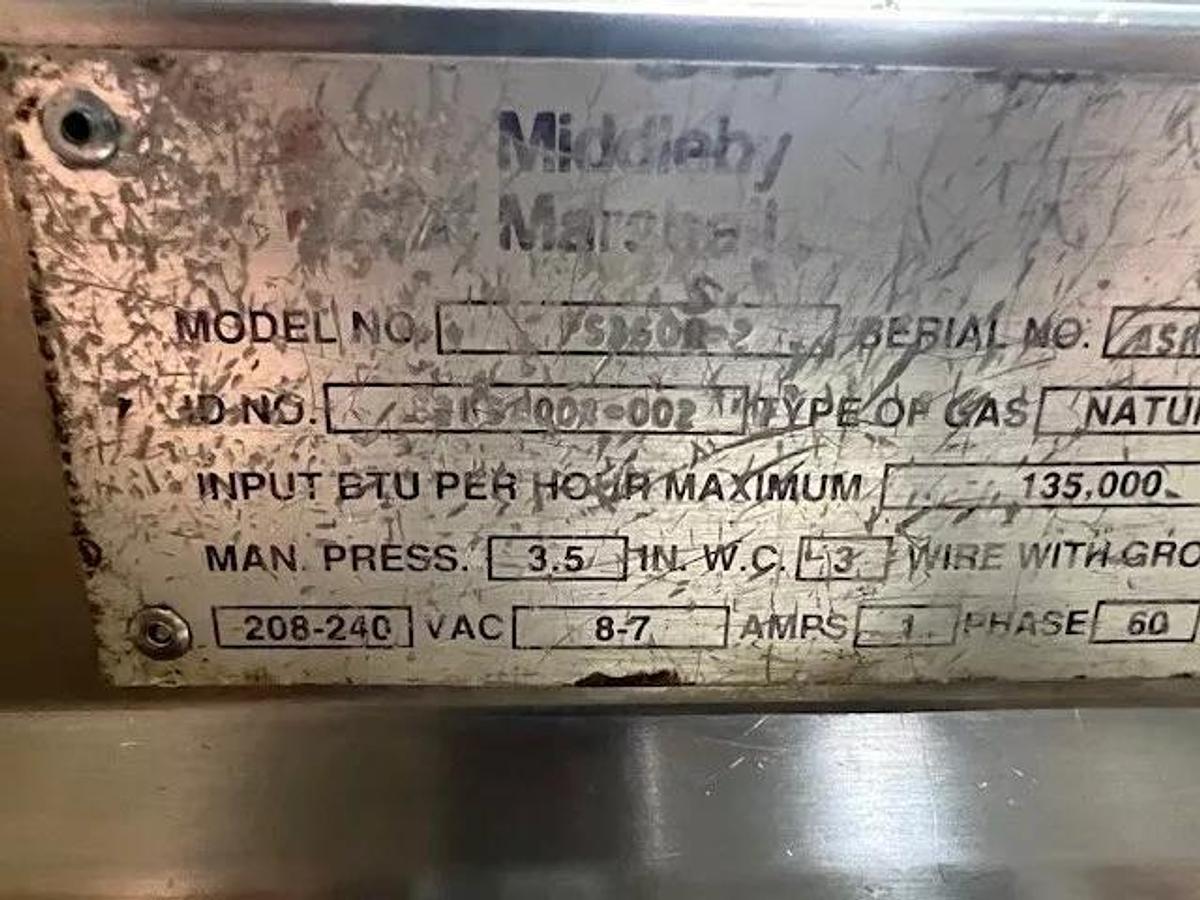 Middleby
Marshall
S
MODEL NO. SERIAL NO.
ID NO. TYPE OF GAS NATU
INPUT BTU PER HOUR MAXIMUM 135,000
MAN. PRESS. 3.5 IN. W.C. 3 WIRE WITH GRO
208-240 VAC 8-7 AMPS 1 PHASE 60